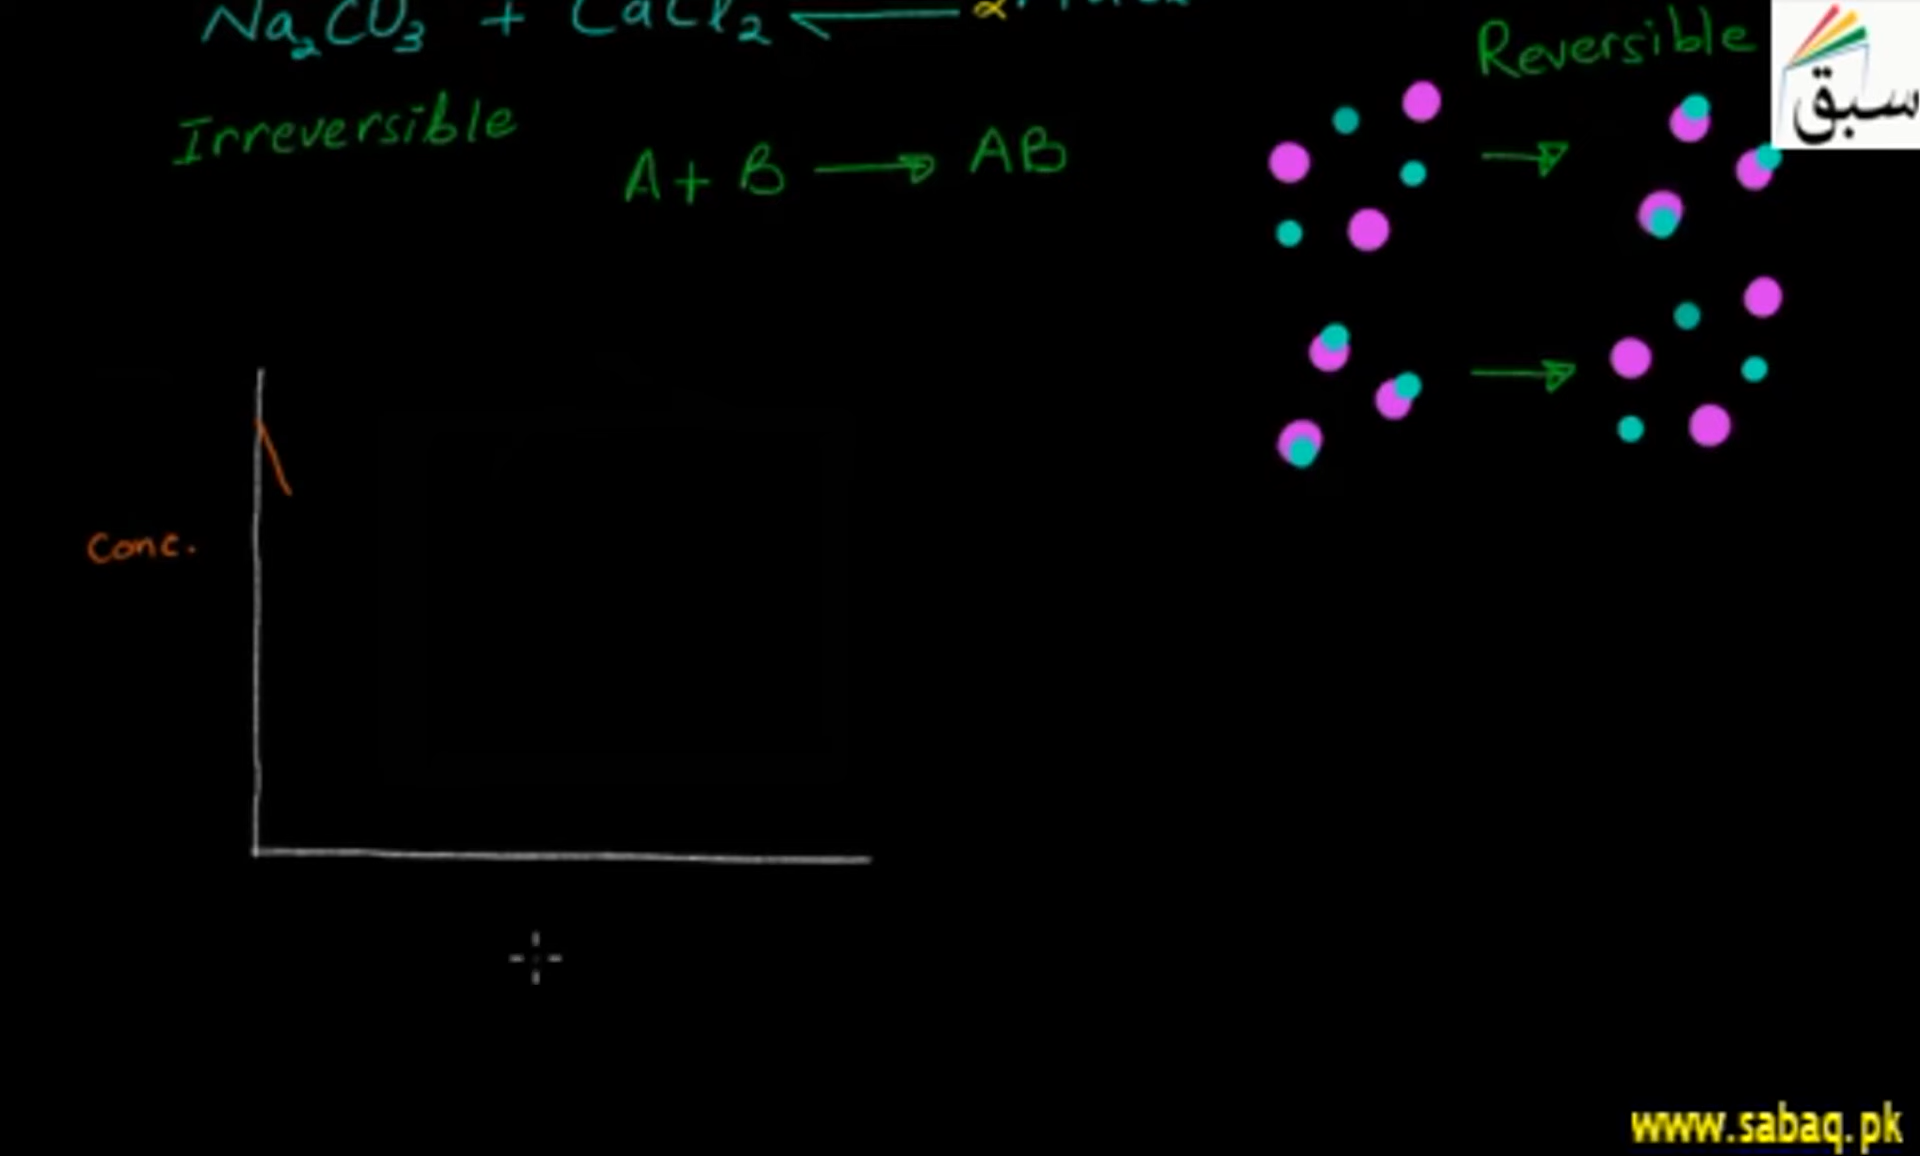 Na₂CO₃ + CaCl₂ ←
Reversible
سبق
Irreversible
A + B → AB
Conc.
www.sabaq.pk